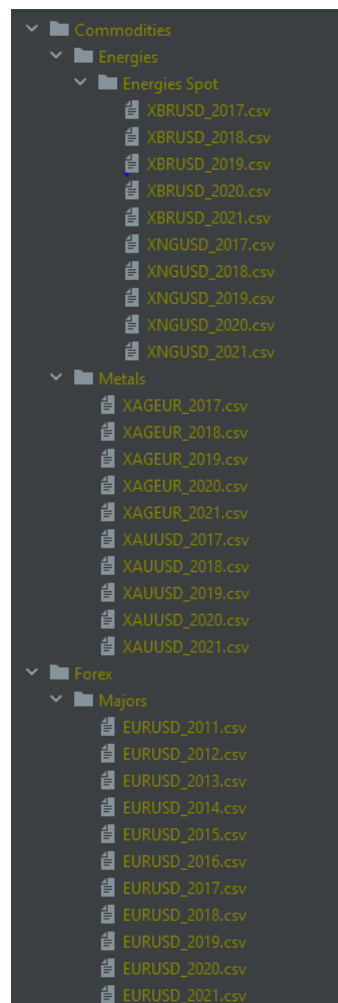 Commodities
Energies
Energies Spot
XBRUSD_2017.csv
XBRUSD_2018.csv
XBRUSD_2019.csv
XBRUSD_2020.csv
XBRUSD_2021.csv
XNGUSD_2017.csv
XNGUSD_2018.csv
XNGUSD_2019.csv
XNGUSD_2020.csv
XNGUSD_2021.csv
Metals
XAGEUR_2017.csv
XAGEUR_2018.csv
XAGEUR_2019.csv
XAGEUR_2020.csv
XAGEUR_2021.csv
XAUUSD_2017.csv
XAUUSD_2018.csv
XAUUSD_2019.csv
XAUUSD_2020.csv
XAUUSD_2021.csv
Forex
Majors
EURUSD_2011.csv
EURUSD_2012.csv
EURUSD_2013.csv
EURUSD_2014.csv
EURUSD_2015.csv
EURUSD_2016.csv
EURUSD_2017.csv
EURUSD_2018.csv
EURUSD_2019.csv
EURUSD_2020.csv
EURUSD_2021.csv